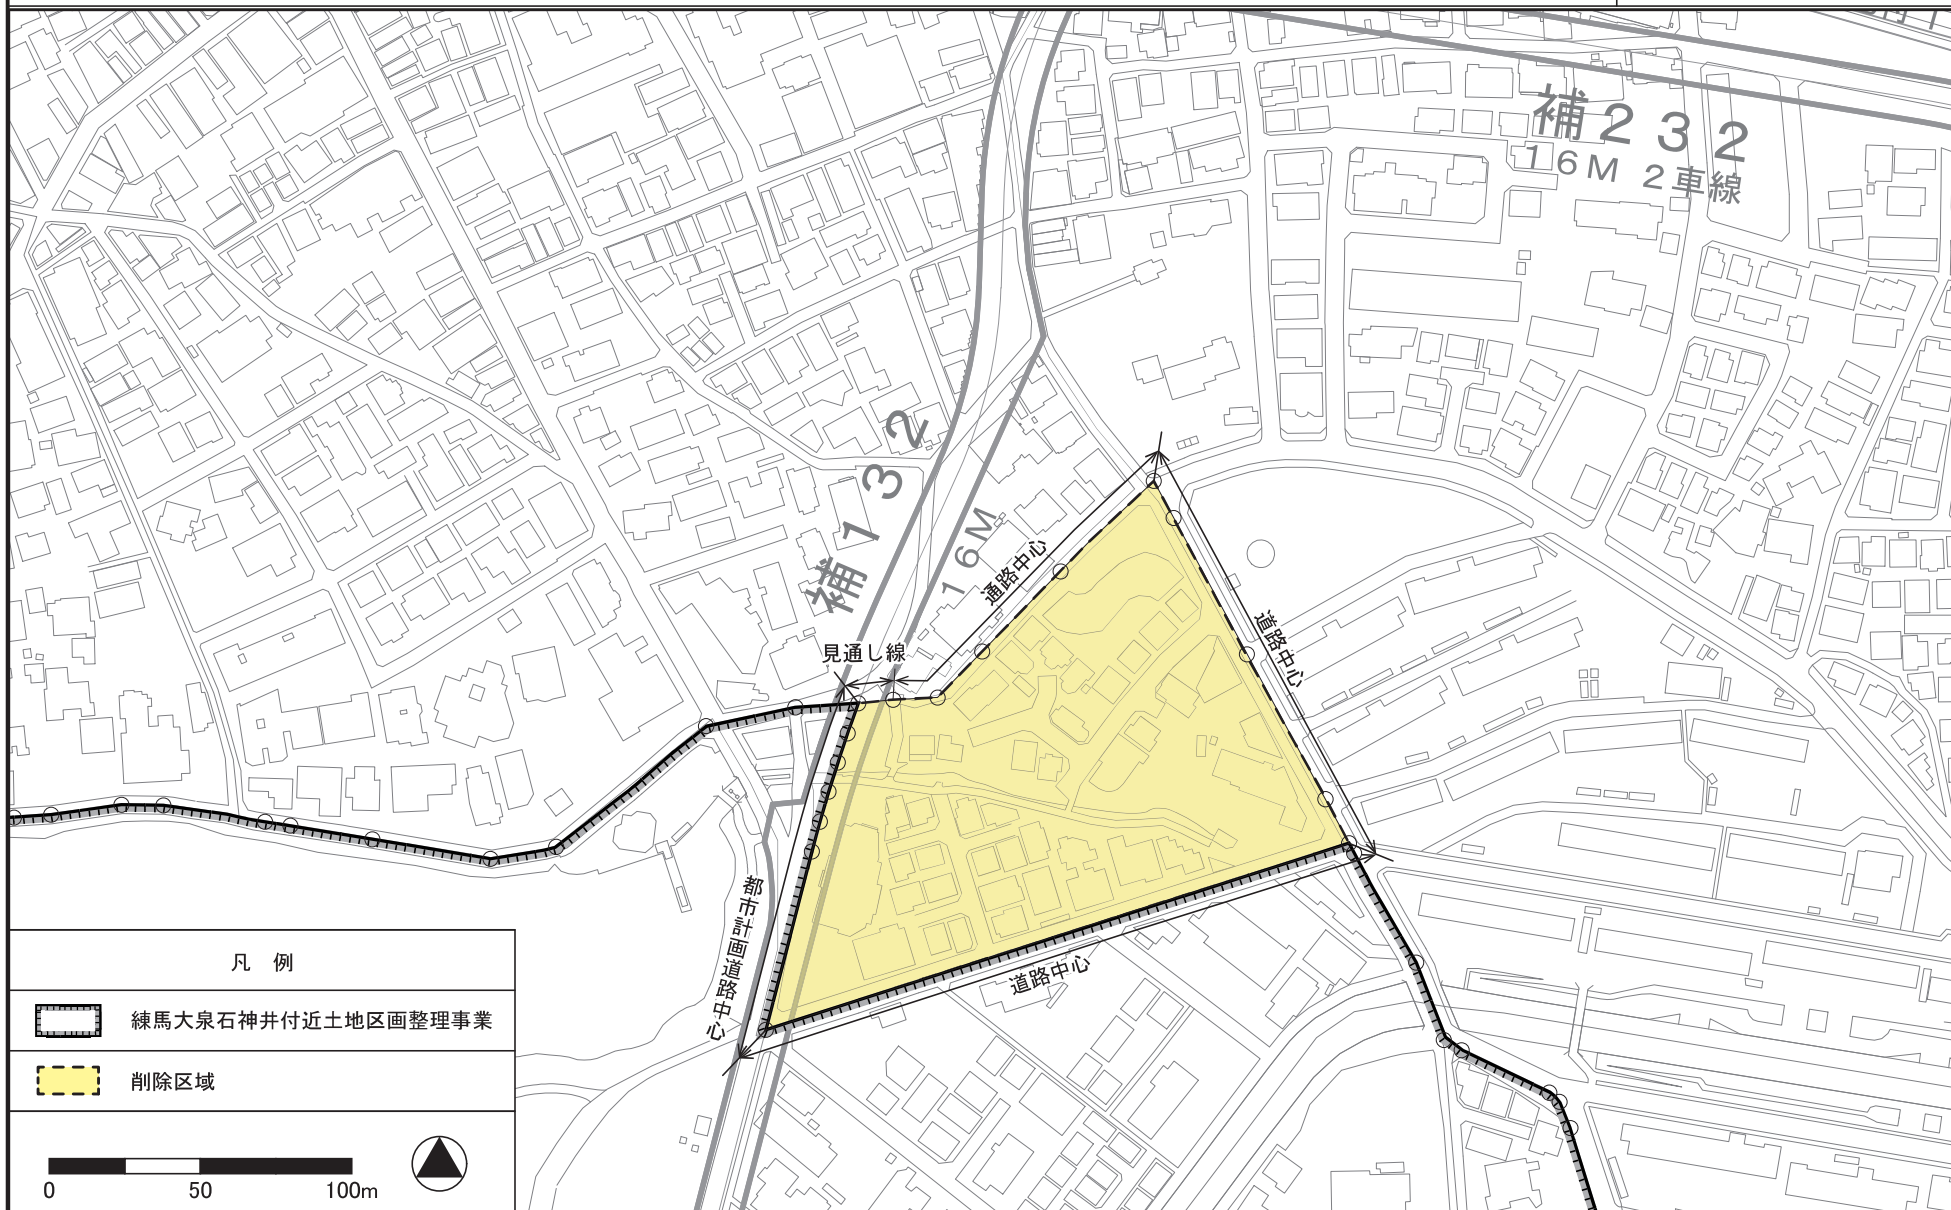 補232
16M 2車線
補132
16M
通路中心
見通し線
道路中心
都市計画道路中心
道路中心
凡 例
練馬大泉石神井付近土地区画整理事業
削除区域
0 50 100m